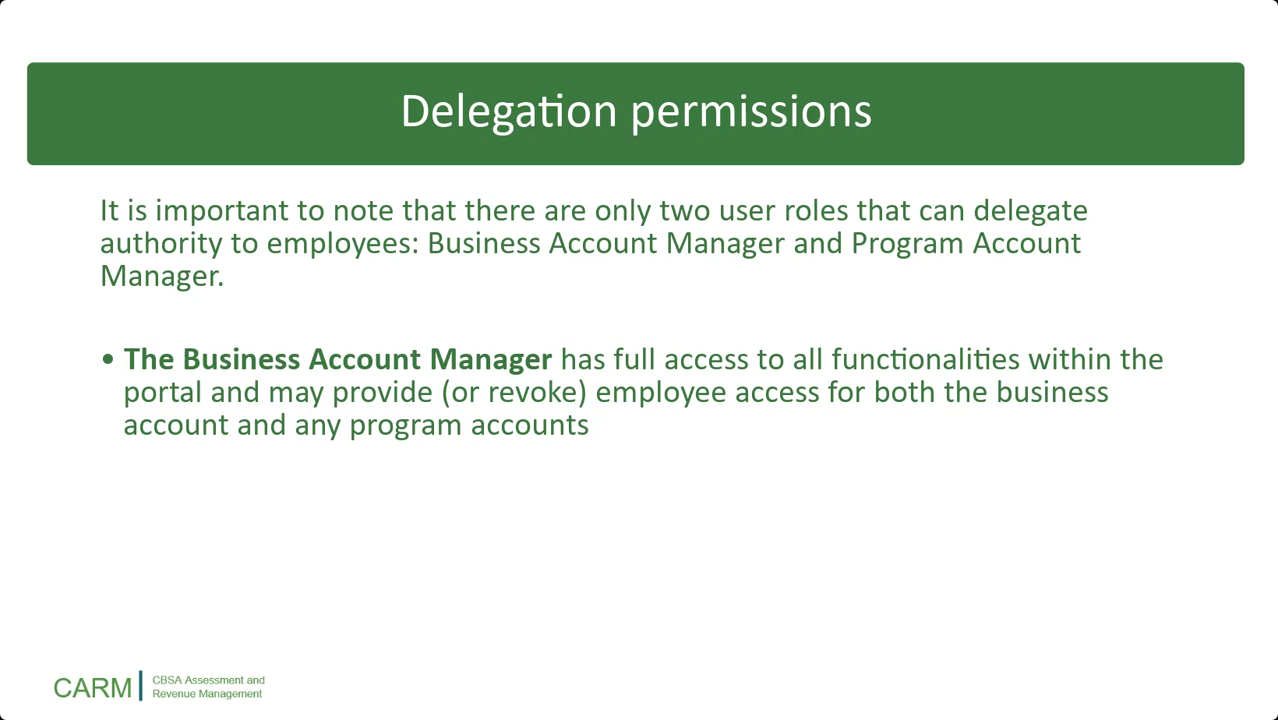 Delegation permissions
It is important to note that there are only two user roles that can delegate
authority to employees: Business Account Manager and Program Account
Manager.
• The Business Account Manager has full access to all functionalities within the
portal and may provide (or revoke) employee access for both the business
account and any program accounts
CARM
CBSA Assessment and
Revenue Management